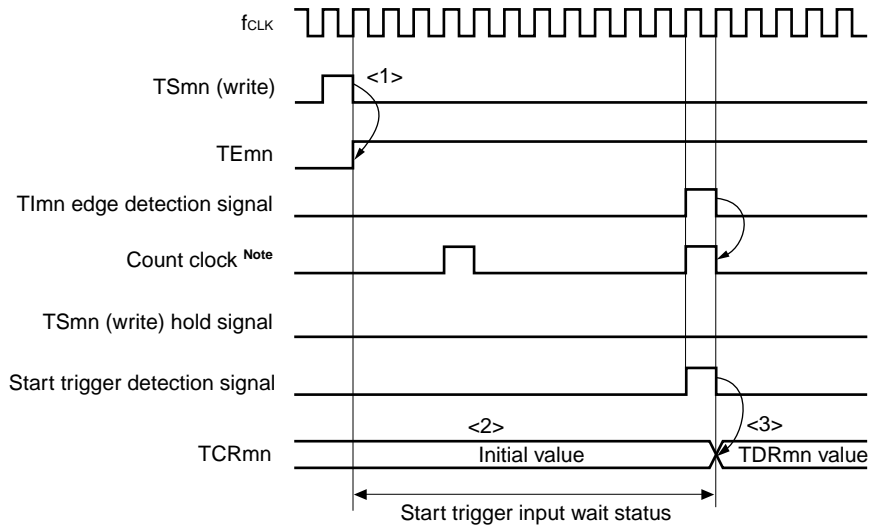 fCLK
TSmn (write)
<1>
TEmn
TImn edge detection signal
Count clock Note
TSmn (write) hold signal
Start trigger detection signal
<2>
<3>
TCRmn
Initial value
TDRmn value
Start trigger input wait status